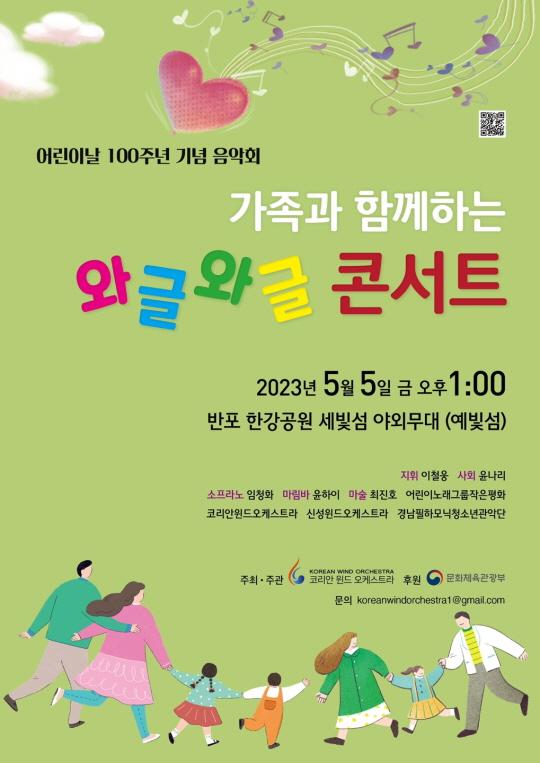 어린이날 100주년 기념 음악회
가족과 함께하는
와글와글 콘서트
2023년 5월 5일 금 오후1:00
반포 한강공원 세빛섬 야외무대 (예빛섬)
지휘 이철웅 사회 윤나리
소프라노 임청화 마림바 윤하이 마술 최진호 어린이노래그룹작은평화
코리안윈드오케스트라 신성윈드오케스트라 경남필하모닉청소년관악단
주최·주관 KOREAN WIND ORCHESTRA 코리안 윈드 오케스트라 후원 문화체육관광부
문의 koreanwindorchestra1@gmail.com